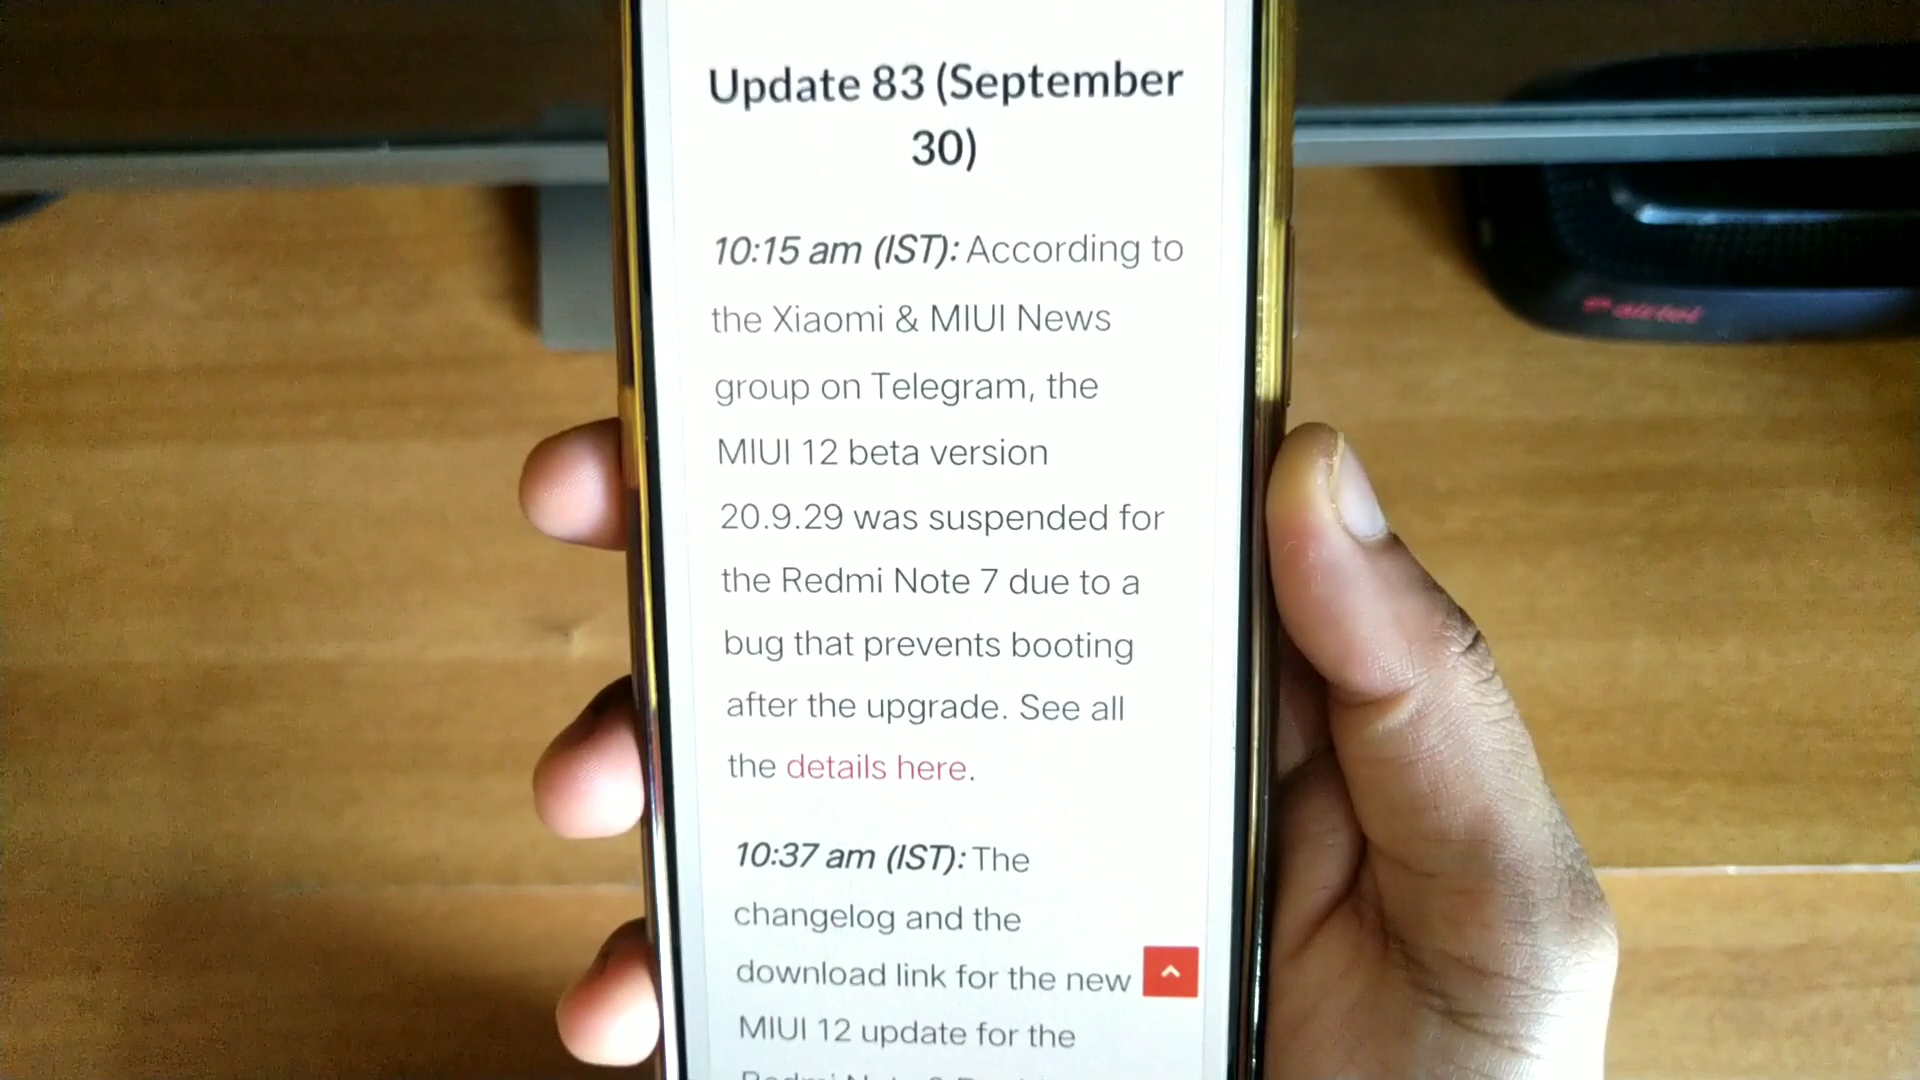 Update 83 (September
30)
10:15 am (IST): According to
the Xiaomi & MIUI News
group on Telegram, the
MIUI 12 beta version
20.9.29 was suspended for
the Redmi Note 7 due to a
bug that prevents booting
after the upgrade. See all
the details here.
10:37 am (IST): The
changelog and the
download link for the new
MIUI 12 update for the
airtel